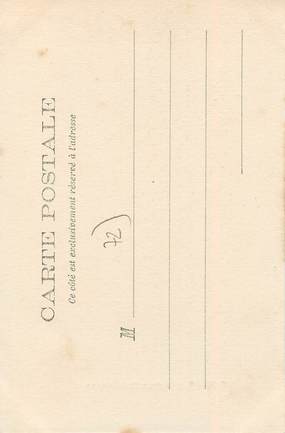 CARTE POSTALE
Ce côté est exclusivement réservé à l'adresse
72)
M